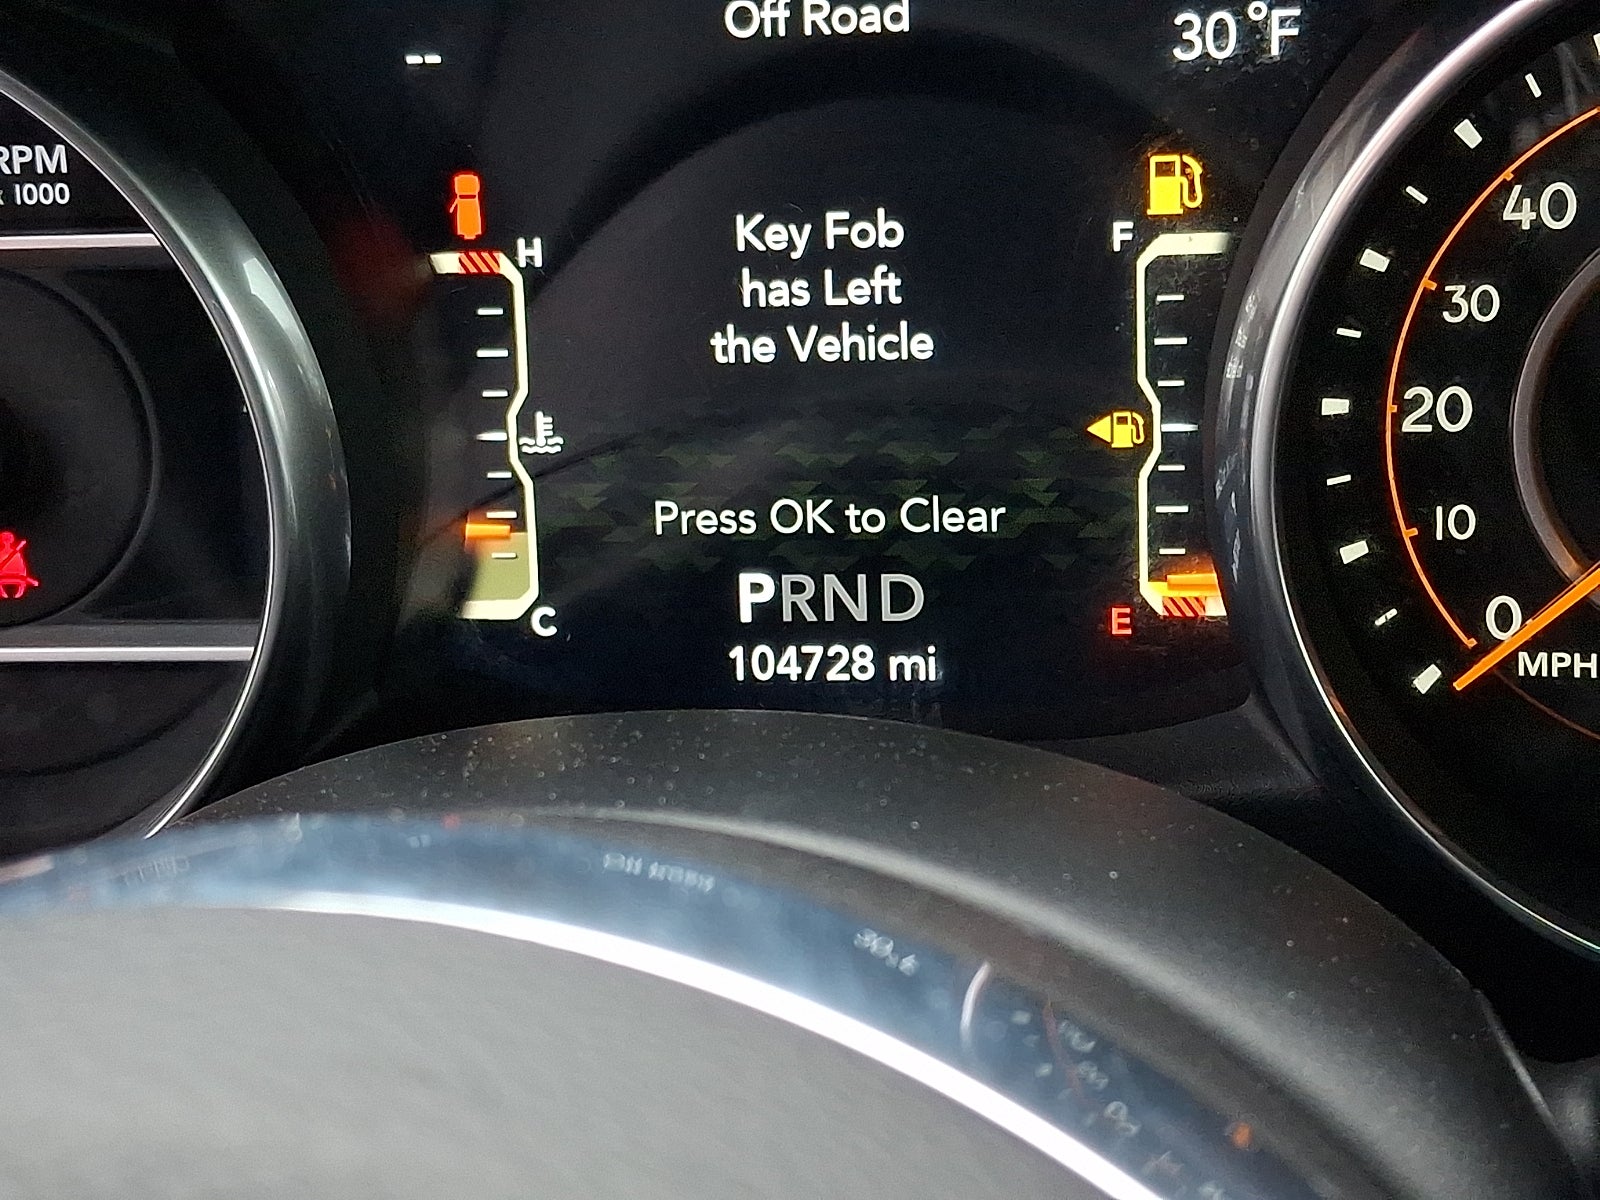 Off Road
--
30 °F
RPM
x 1000
H
Key Fob
has Left
the Vehicle
F
40
30
20
10
0
MPH
Press OK to Clear
C
PRND
E
104728 mi